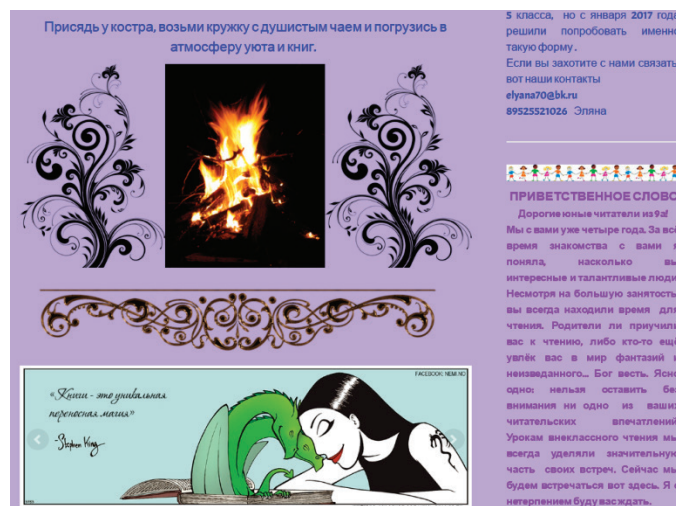 Присядь у костра, возьми кружку с душистым чаем и погрузись в
атмосферу уюта и книг.
FACEBOOK: NEMI.NO
«Книги - это уникальная
переносная магия»
Stephen King
5 класса, но с января 2017 года
решили попробовать именно
такую форму.
Если вы захотите с нами связать
вот наши контакты
elyana70@bk.ru
89525521026 Эляна
ПРИВЕТСТВЕННОЕ СЛОВО
Дорогие юные читатели из 9а!
Мы с вами уже четыре года. За всё
время знакомства с вами я
поняла, насколько вы
интересные и талантливые люди
Несмотря на большую занятость
вы всегда находили время для
чтения. Родители ли приучили
вас к чтению, либо кто-то ещё
увлёк вас в мир фантазий и
неизведанного... Бог весть. Ясно
одно: нельзя оставить без
внимания ни одно из ваших
читательских впечатлений
Урокам внеклассного чтения мы
всегда уделяли значительную
часть своих встреч. Сейчас мы
будем встречаться вот здесь. Я с
нетерпением буду вас ждать.